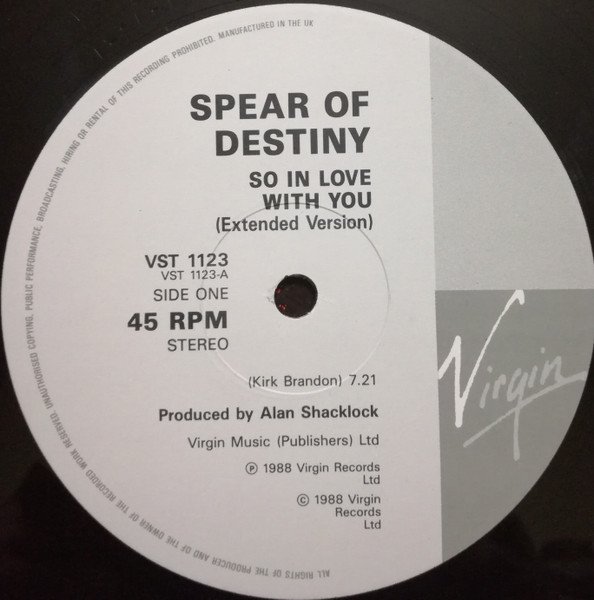 ALL RIGHTS OF THE PRODUCER AND OF THE OWNER OF THE RECORDED WORK RESERVED. UNAUTHORISED COPYING, PUBLIC PERFORMANCE, BROADCASTING, HIRING OR RENTAL OF THIS RECORDING PROHIBITED. MANUFACTURED IN THE UK
SPEAR OF
DESTINY
SO IN LOVE
WITH YOU
(Extended Version)
VST 1123
VST 1123-A
SIDE ONE
45 RPM
STEREO
Virgin
(Kirk Brandon) 7.21
Produced by Alan Shacklock
Virgin Music (Publishers) Ltd
℗ 1988 Virgin Records
Ltd
© 1988 Virgin
Records
Ltd